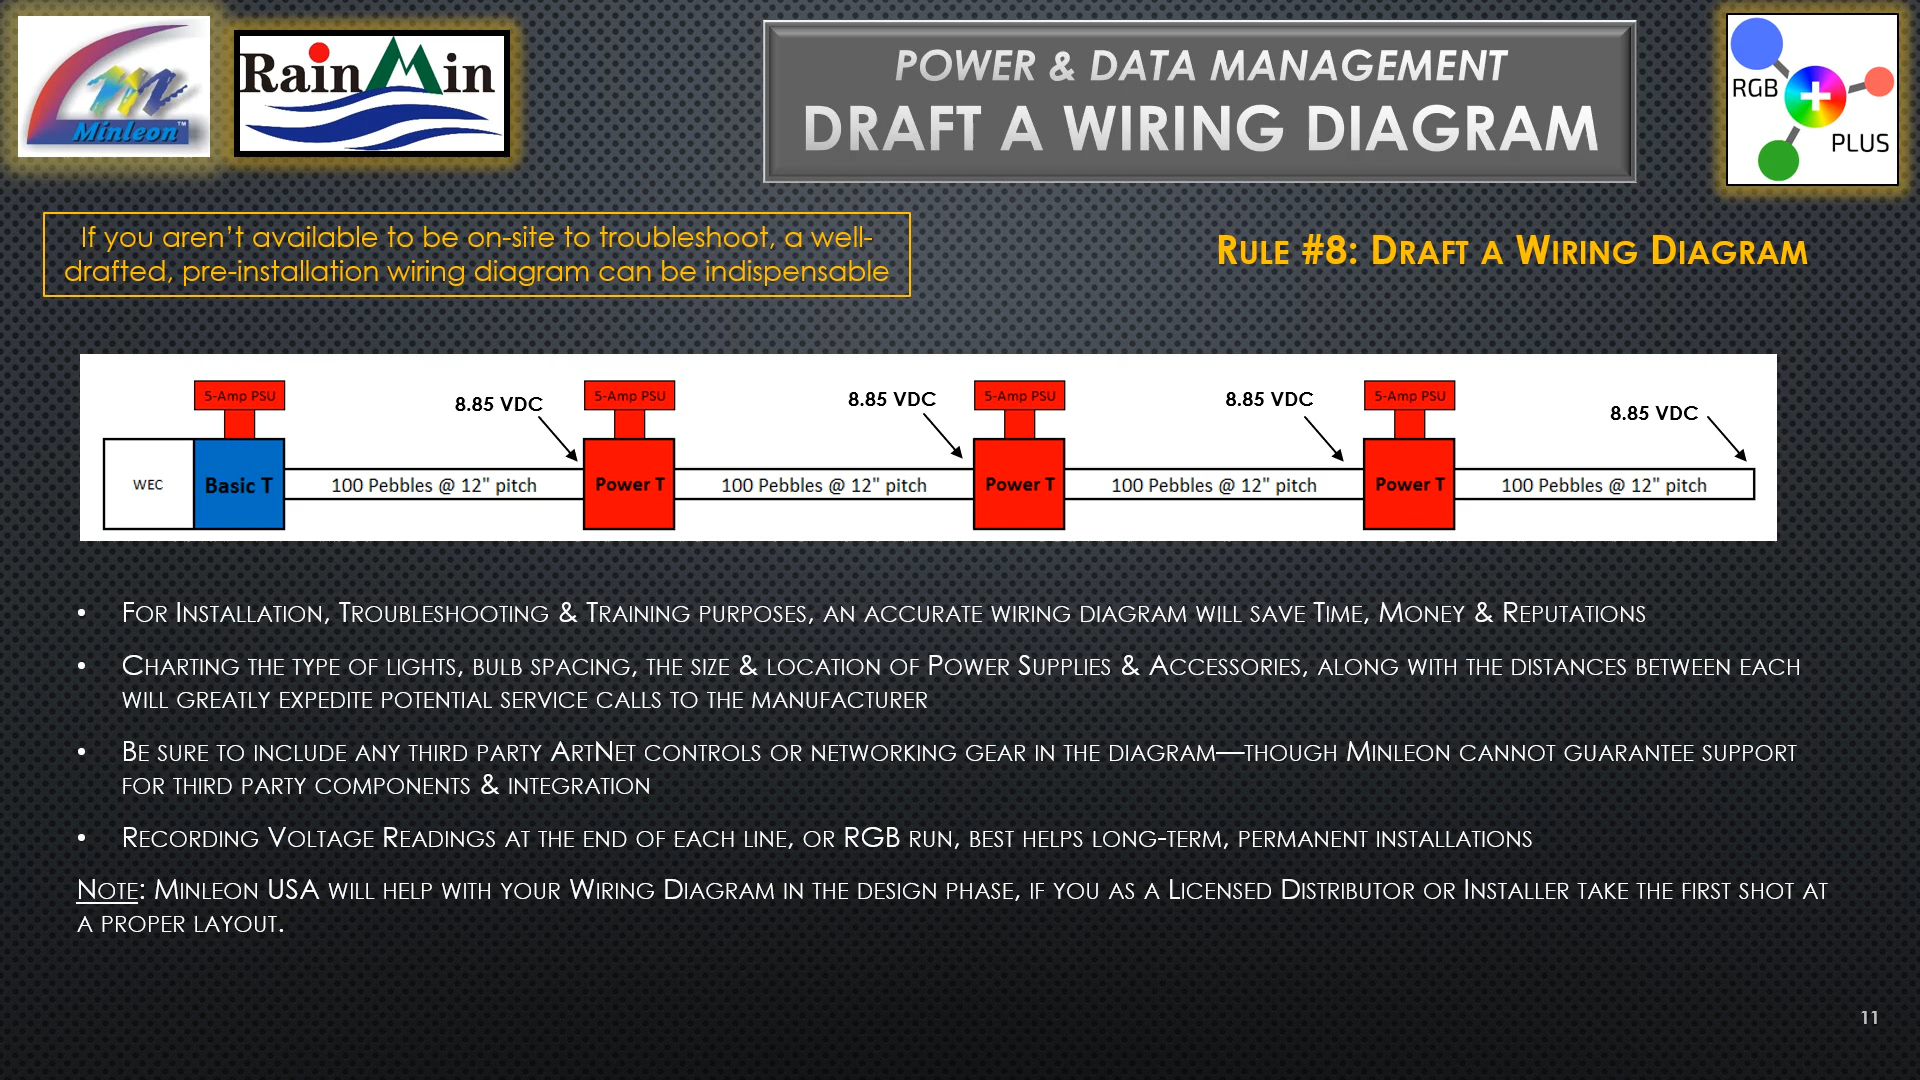 Minleon™
RainMin
POWER & DATA MANAGEMENT
DRAFT A WIRING DIAGRAM
RGB
PLUS
If you aren't available to be on-site to troubleshoot, a well-
drafted, pre-installation wiring diagram can be indispensable
RULE #8: DRAFT A WIRING DIAGRAM
5-Amp PSU
8.85 VDC
5-Amp PSU
8.85 VDC
5-Amp PSU
8.85 VDC
5-Amp PSU
8.85 VDC
WEC
Basic T
100 Pebbles @ 12" pitch
Power T
100 Pebbles @ 12" pitch
Power T
100 Pebbles @ 12" pitch
Power T
100 Pebbles @ 12" pitch
• FOR INSTALLATION, TROUBLESHOOTING & TRAINING PURPOSES, AN ACCURATE WIRING DIAGRAM WILL SAVE TIME, MONEY & REPUTATIONS
• CHARTING THE TYPE OF LIGHTS, BULB SPACING, THE SIZE & LOCATION OF POWER SUPPLIES & ACCESSORIES, ALONG WITH THE DISTANCES BETWEEN EACH
WILL GREATLY EXPEDITE POTENTIAL SERVICE CALLS TO THE MANUFACTURER
• BE SURE TO INCLUDE ANY THIRD PARTY ARTNET CONTROLS OR NETWORKING GEAR IN THE DIAGRAM—THOUGH MINLEON CANNOT GUARANTEE SUPPORT
FOR THIRD PARTY COMPONENTS & INTEGRATION
• RECORDING VOLTAGE READINGS AT THE END OF EACH LINE, OR RGB RUN, BEST HELPS LONG-TERM, PERMANENT INSTALLATIONS
NOTE: MINLEON USA WILL HELP WITH YOUR WIRING DIAGRAM IN THE DESIGN PHASE, IF YOU AS A LICENSED DISTRIBUTOR OR INSTALLER TAKE THE FIRST SHOT AT
A PROPER LAYOUT.
11